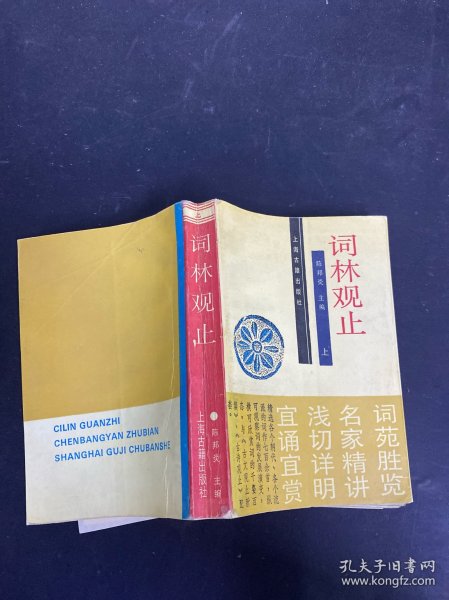 词林观止
上
陈邦炎 主编
上海古籍出版社
词苑胜览
名家精讲
浅切详明
宜诵宜赏
词林观止
陈邦炎 主编
上海古籍出版社
CILIN GUANZHI
CHENBANGYAN ZHUBIAN
SHANGHAI GUJI CHUBANSHE
孔夫子旧书网
www.kongfz.com